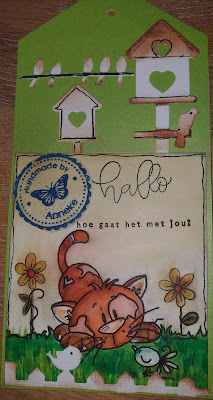 Handmade by
Anneke
hallo
hoe gaat het met jou?